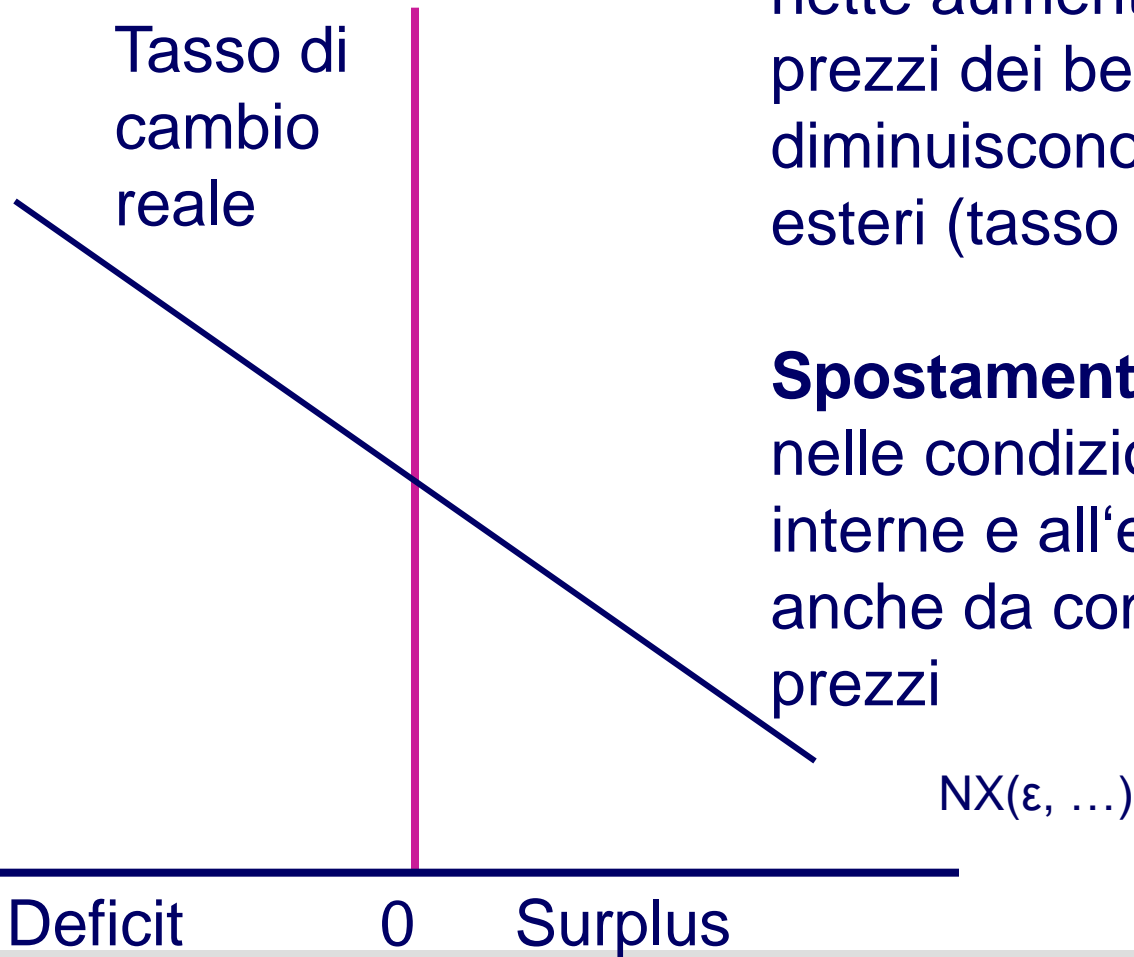 Tasso di
cambio
reale
prezzi dei be
diminuiscono
esteri (tasso
Spostament
nelle condizio
interne e all‘e
anche da con
prezzi
NX(ε, …)
Deficit 0 Surplus